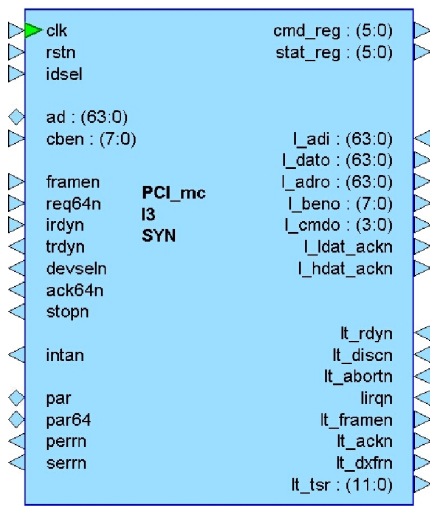 clk cmd_reg : (5:0)
rstn stat_reg : (5:0)
idsel
ad : (63:0)
cben : (7:0) l_adi : (63:0)
l_dato : (63:0)
framen l_adro : (63:0)
req64n PCI_mc l_beno : (7:0)
irdyn I3 l_cmdo : (3:0)
trdyn SYN l_ldat_ackn
devseln l_hdat_ackn
ack64n
stopn
lt_rdyn
intan lt_discn
lt_abortn
par lirqn
par64 lt_framen
perrn lt_ackn
serrn lt_dxfrn
lt_tsr : (11:0)